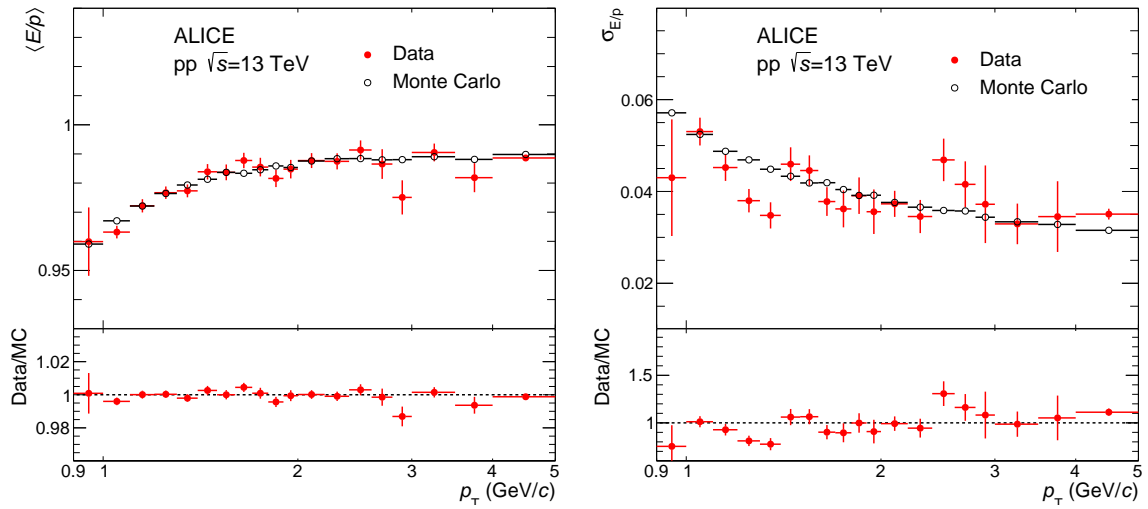 ⟨E/p⟩
ALICE
pp √s=13 TeV
Data
Monte Carlo
1
0.95
Data/MC
1.02
1
0.98
0.9 1 2 3 4 5
p_T (GeV/c)
σ_E/p
ALICE
pp √s=13 TeV
Data
Monte Carlo
0.06
0.04
0.02
Data/MC
1.5
1
0.9 1 2 3 4 5
p_T (GeV/c)